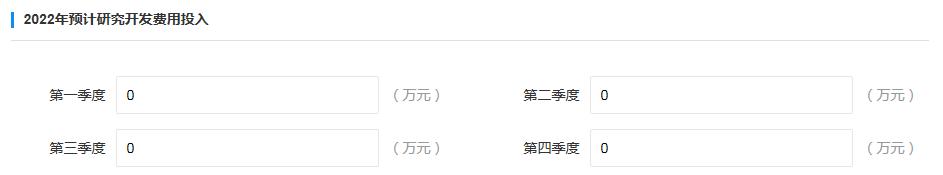 2022年预计研究开发费用投入
第一季度 0 （万元） 第二季度 0 （万元）
第三季度 0 （万元） 第四季度 0 （万元）